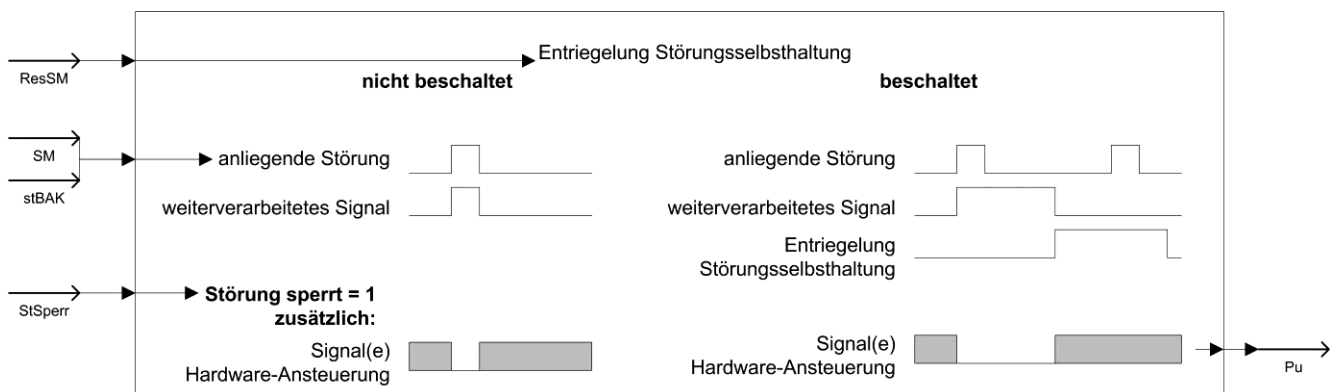 Entriegelung Störungsselbsthaltung
ResSM
nicht beschaltet
beschaltet
SM
anliegende Störung
anliegende Störung
stBAK
weiterverarbeitetes Signal
weiterverarbeitetes Signal
Entriegelung
Störungsselbsthaltung
StSperr
Störung sperrt = 1
zusätzlich:
Signal(e)
Hardware-Ansteuerung
Signal(e)
Hardware-Ansteuerung
Pu